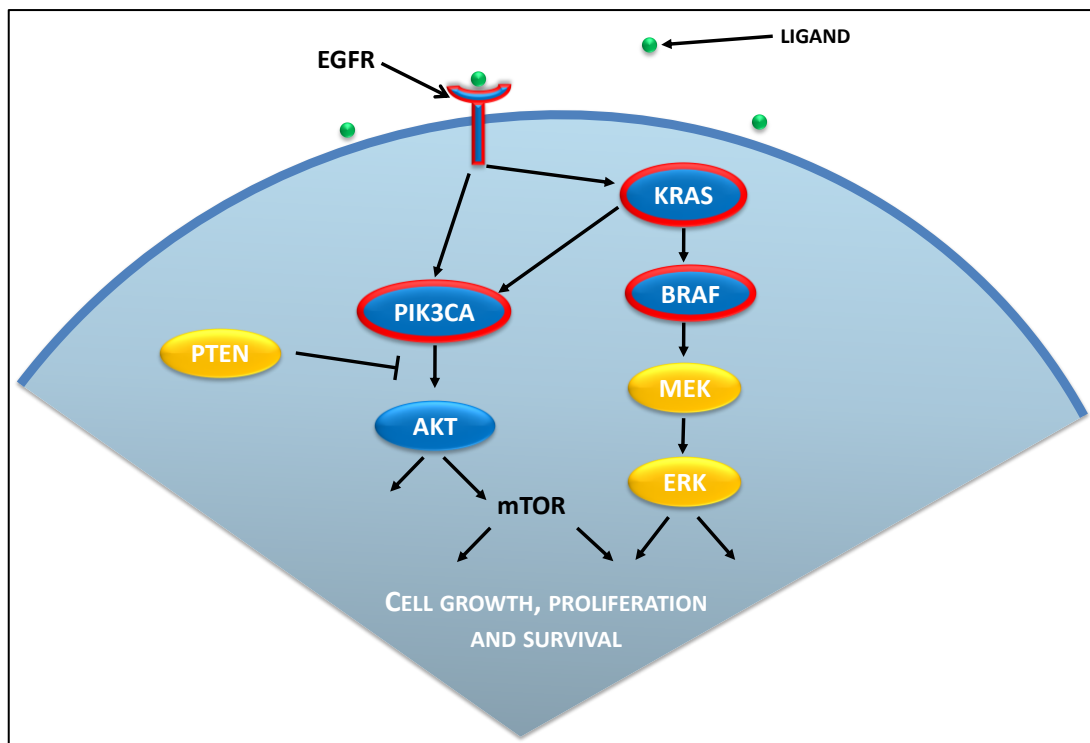 LIGAND
EGFR
KRAS
PIK3CA
BRAF
PTEN
MEK
AKT
ERK
mTOR
CELL GROWTH, PROLIFERATION
AND SURVIVAL